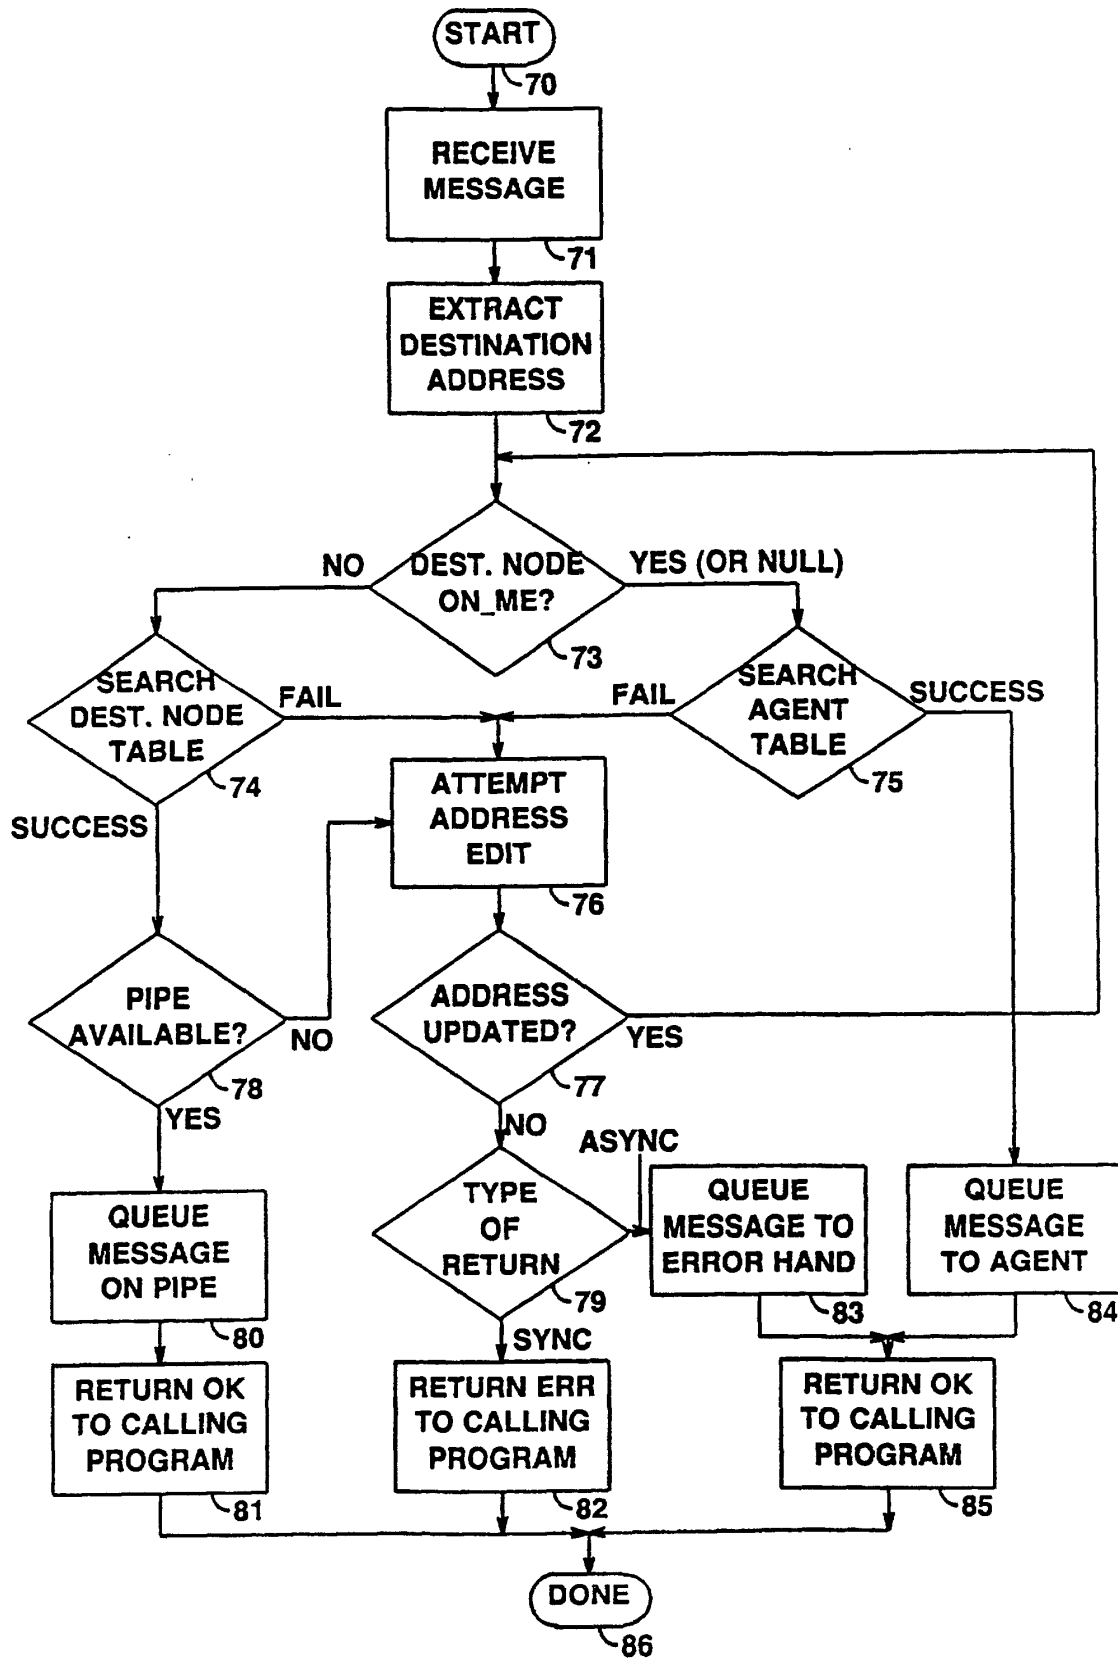 START
70
RECEIVE
MESSAGE
71
EXTRACT
DESTINATION
ADDRESS
72
NO
DEST. NODE
ON_ME?
YES (OR NULL)
73
SEARCH
DEST. NODE
TABLE
74
FAIL
FAIL
SEARCH
AGENT
TABLE
75
SUCCESS
SUCCESS
ATTEMPT
ADDRESS
EDIT
76
PIPE
AVAILABLE?
78
NO
YES
ADDRESS
UPDATED?
77
YES
NO
TYPE
OF
RETURN
79
ASYNC
SYNC
QUEUE
MESSAGE TO
ERROR HAND
83
QUEUE
MESSAGE
TO AGENT
84
QUEUE
MESSAGE
ON PIPE
80
RETURN OK
TO CALLING
PROGRAM
81
RETURN ERR
TO CALLING
PROGRAM
82
RETURN OK
TO CALLING
PROGRAM
85
DONE
86